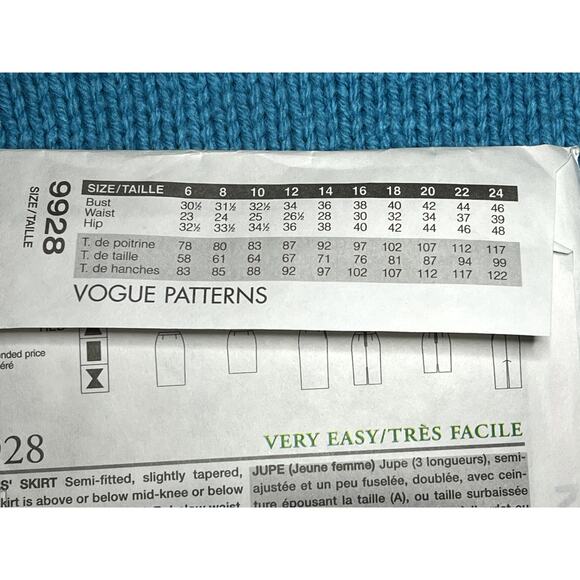 9928
SIZE/TAILLE
SIZE/TAILLE 6 8 10 12 14 16 18 20 22 24
Bust 30½ 31½ 32½ 34 36 38 40 42 44 46
Waist 23 24 25 26½ 28 30 32 34 37 39
Hip 32½ 33½ 34½ 36 38 40 42 44 46 48
T. de poitrine 78 80 83 87 92 97 102 107 112 117
T. de taille 58 61 64 67 71 76 81 87 94 99
T. de hanches 83 85 88 92 97 102 107 112 117 122
VOGUE PATTERNS
nded price
éré
928
VERY EASY/TRÈS FACILE
S' SKIRT Semi-fitted, slightly tapered,
kirt is above or below mid-knee or below
JUPE (Jeune femme) Jupe (3 longueurs), semi-
ajustée et un peu fuselée, doublée, avec cein-
ture épousant la taille (A), ou taille surbaissée